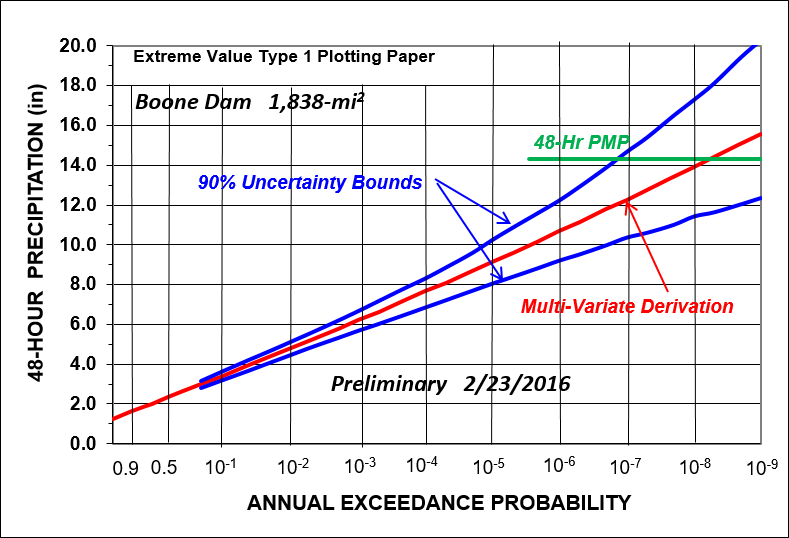 Extreme Value Type 1 Plotting Paper
Boone Dam 1,838-mi²
48-Hr PMP
90% Uncertainty Bounds
Multi-Variate Derivation
Preliminary 2/23/2016
48-HOUR PRECIPITATION (in)
20.0
18.0
16.0
14.0
12.0
10.0
8.0
6.0
4.0
2.0
0.0
0.9 0.5 10⁻¹ 10⁻² 10⁻³ 10⁻⁴ 10⁻⁵ 10⁻⁶ 10⁻⁷ 10⁻⁸ 10⁻⁹
ANNUAL EXCEEDANCE PROBABILITY